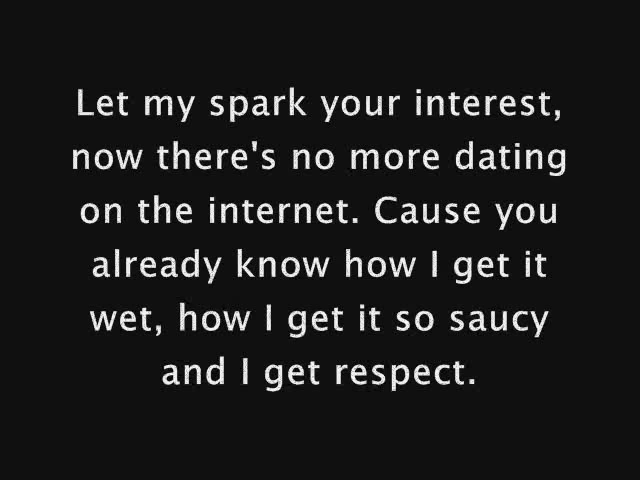 Let my spark your interest,
now there's no more dating
on the internet. Cause you
already know how I get it
wet, how I get it so saucy
and I get respect.